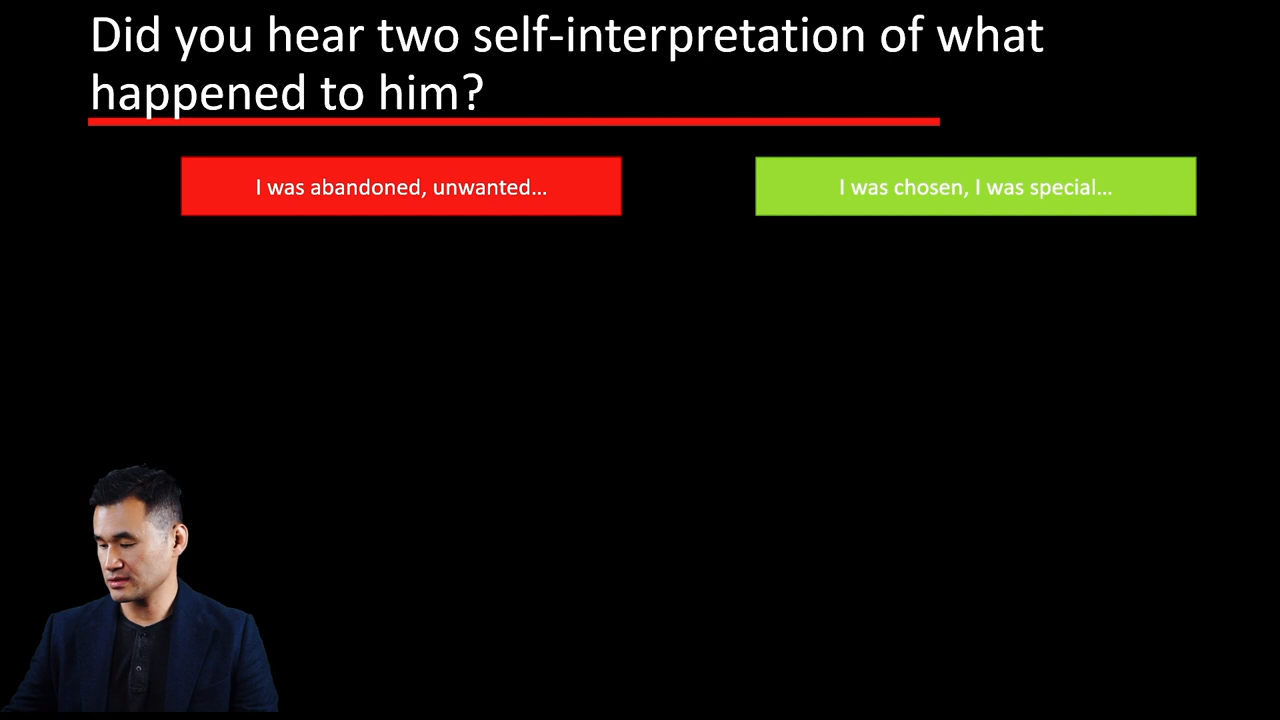 Did you hear two self-interpretation of what
happened to him?
I was abandoned, unwanted...
I was chosen, I was special...